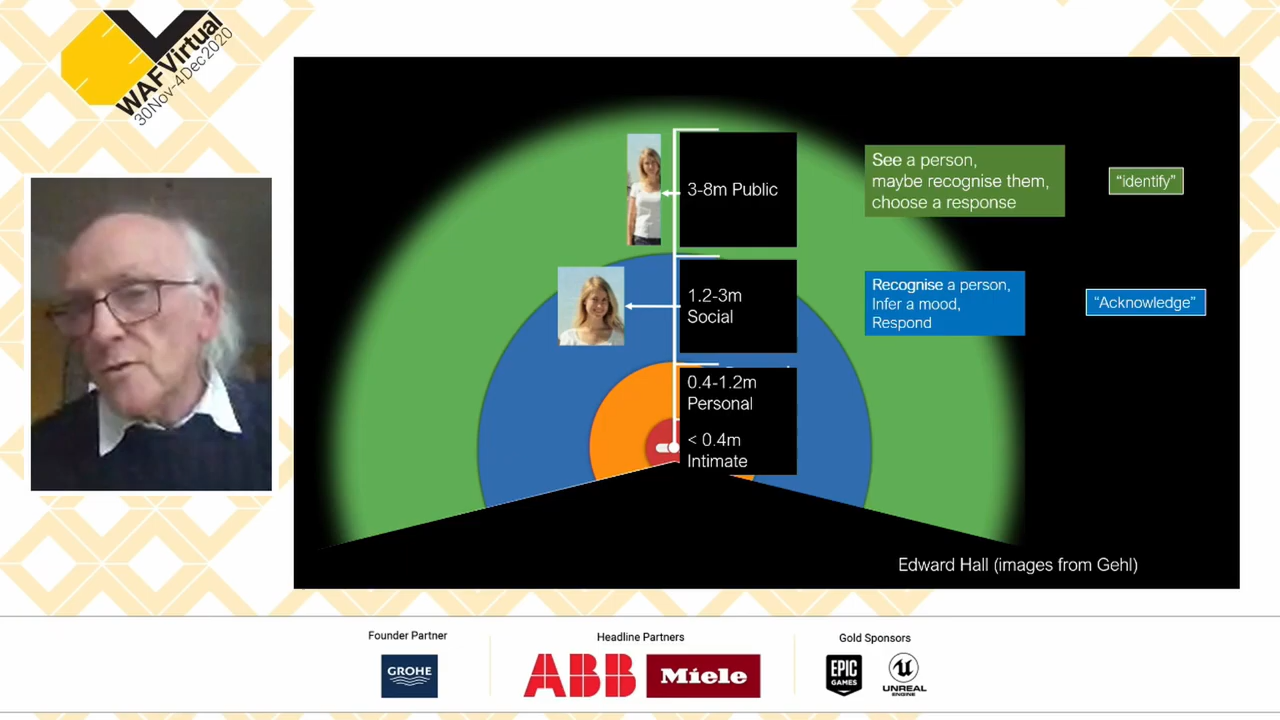 WAFVirtual
30Nov-4Dec2020
3-8m Public
See a person,
maybe recognise them,
choose a response
“identify”
1.2-3m
Social
Recognise a person,
Infer a mood,
Respond
“Acknowledge”
0.4-1.2m
Personal
< 0.4m
Intimate
Edward Hall (images from Gehl)
Founder Partner
Headline Partners
Gold Sponsors
GROHE
ABB
Miele
EPIC
GAMES
UNREAL
ENGINE